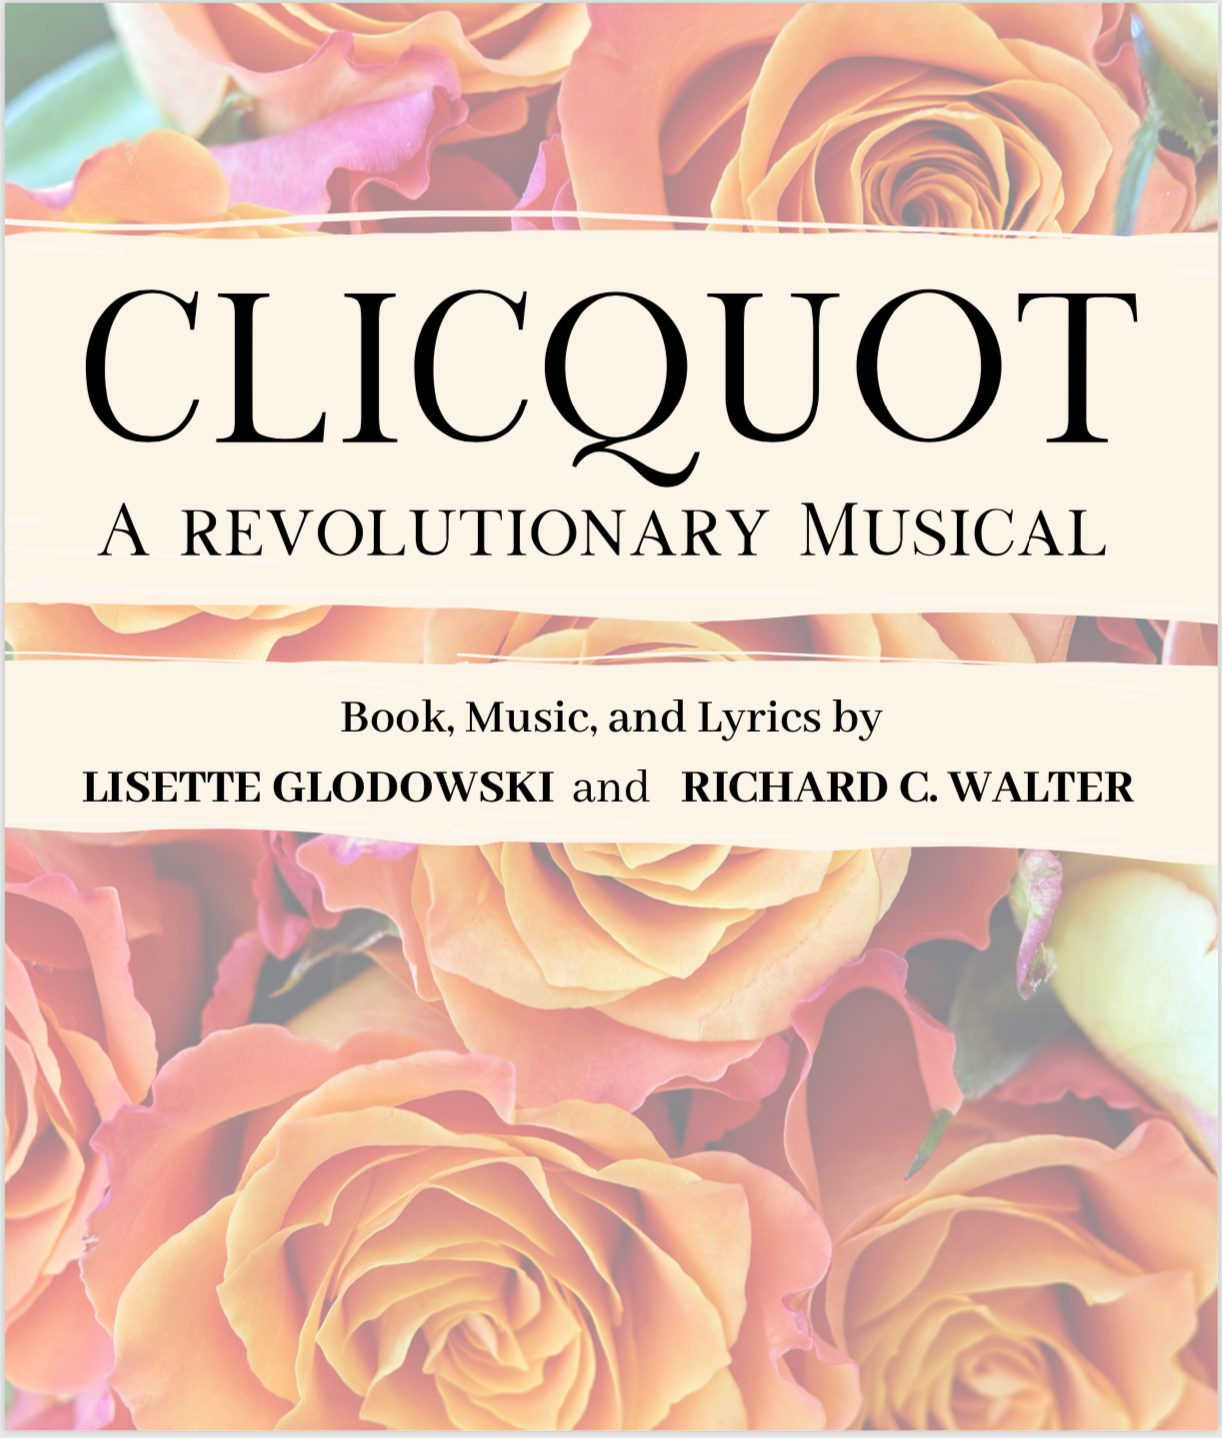 CLICQUOT
A REVOLUTIONARY MUSICAL
Book, Music, and Lyrics by
LISETTE GLODOWSKI and RICHARD C. WALTER